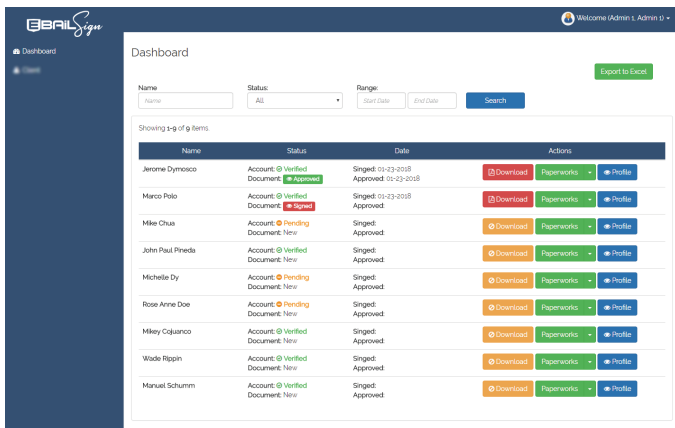 EBAIL Sign
Welcome (Admin 1, Admin 1)
Dashboard
Dashboard
Export to Excel
Name Status: Range:
Name All Start Date End Date Search
Showing 1-9 of 9 items.
Name Status Date Actions
Jerome Dymosco Account: Verified Singed: 01-23-2018 Download Paperworks Profile
Document: Approved Approved: 01-23-2018
Marco Polo Account: Verified Singed: 01-23-2018 Download Paperworks Profile
Document: Signed Approved:
Mike Chua Account: Pending Singed: Download Paperworks Profile
Document: New Approved:
John Paul Pineda Account: Verified Singed: Download Paperworks Profile
Document: New Approved:
Michelle Dy Account: Pending Singed: Download Paperworks Profile
Document: New Approved:
Rose Anne Doe Account: Pending Singed: Download Paperworks Profile
Document: New Approved:
Mikey Cojuanco Account: Verified Singed: Download Paperworks Profile
Document: New Approved:
Wade Rippin Account: Verified Singed: Download Paperworks Profile
Document: New Approved:
Manuel Schumm Account: Verified Singed: Download Paperworks Profile
Document: New Approved: